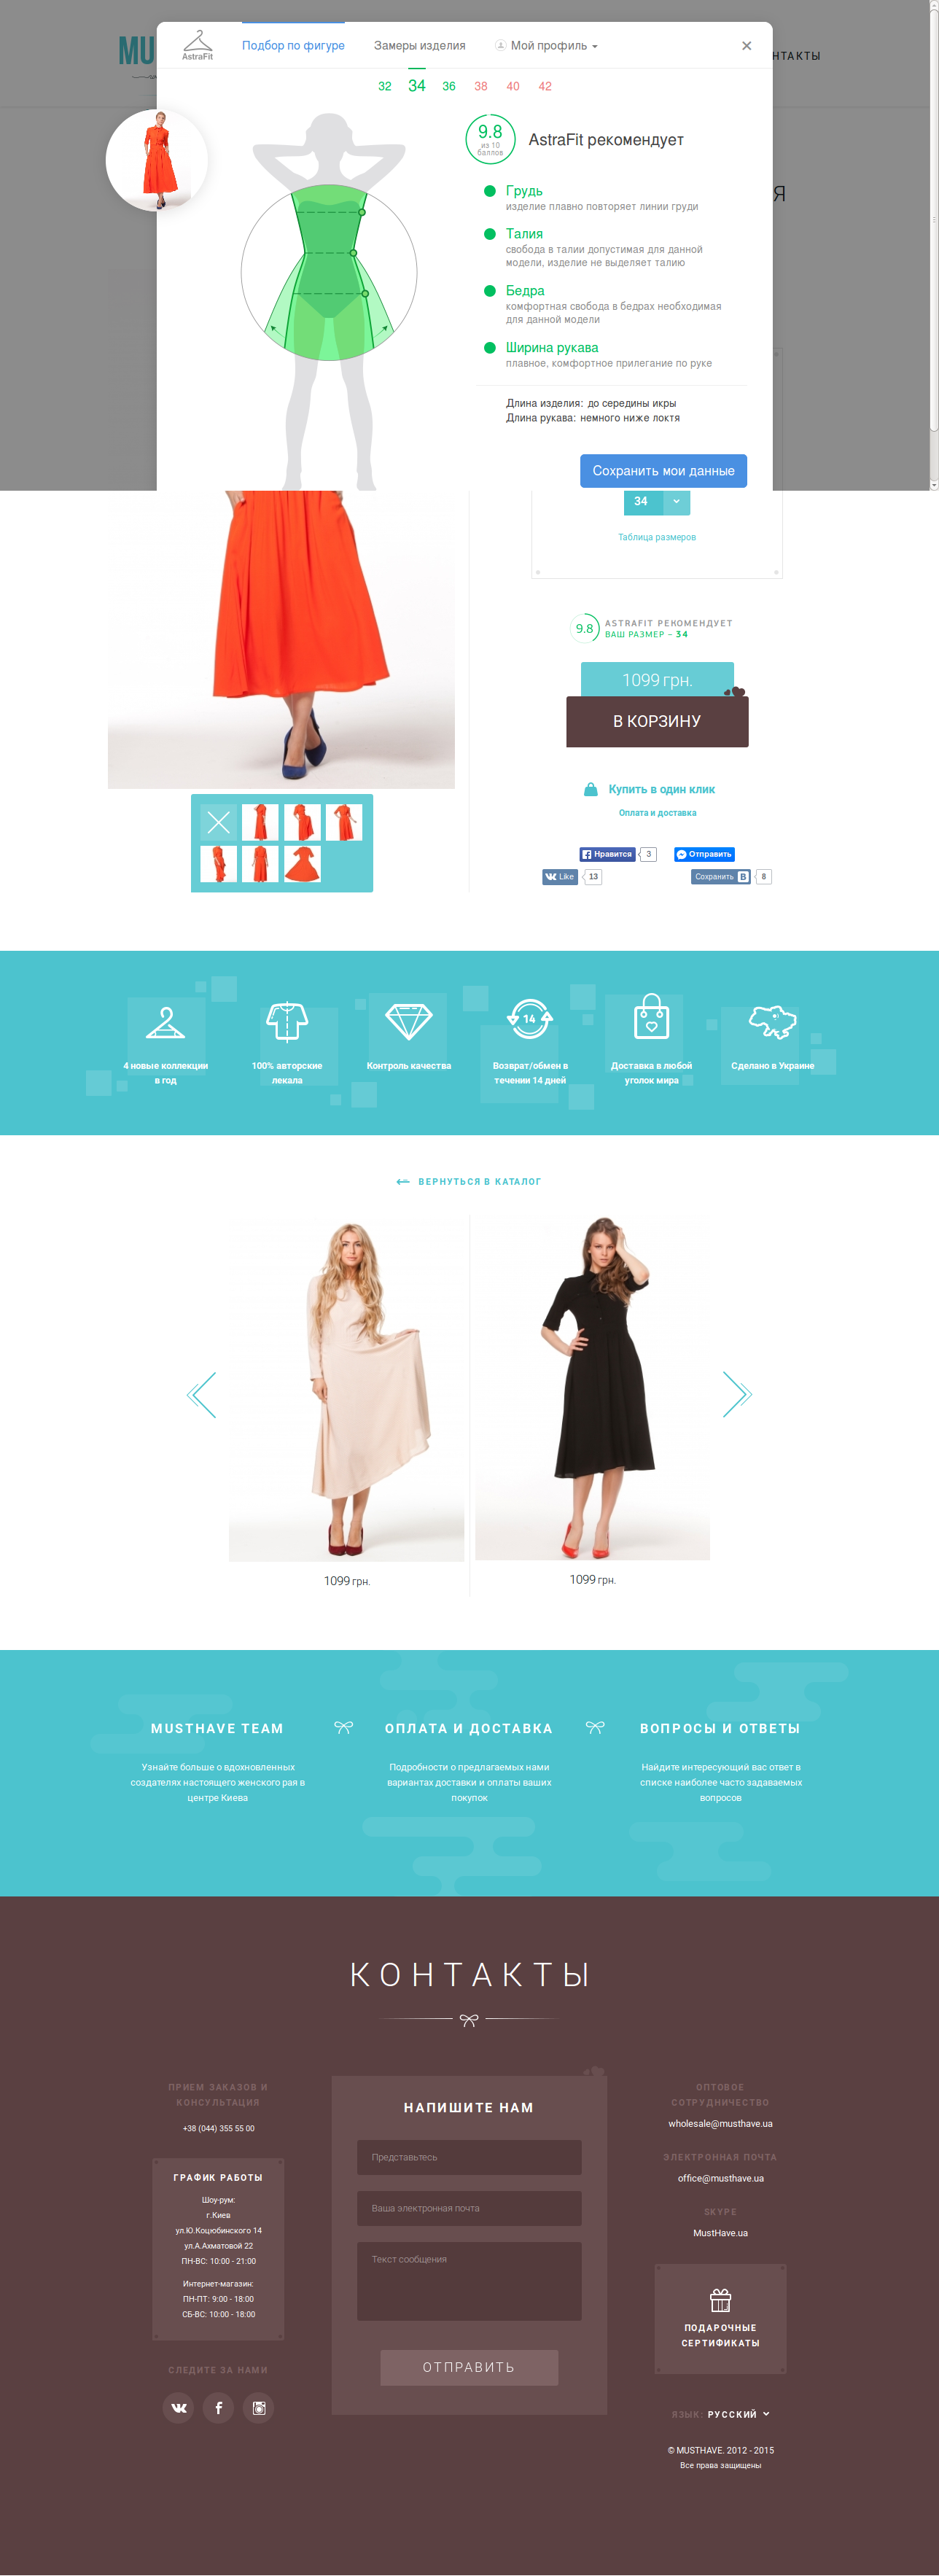 MU
НТАКТЫ
Я
AstraFit
Подбор по фигуре
Замеры изделия
Мой профиль
32 34 36 38 40 42
9.8
из 10
баллов
AstraFit рекомендует
Грудь
изделие плавно повторяет линии груди
Талия
свобода в талии допустимая для данной
модели, изделие не выделяет талию
Бедра
комфортная свобода в бедрах необходимая
для данной модели
Ширина рукава
плавное, комфортное прилегание по руке
Длина изделия: до середины икры
Длина рукава: немного ниже локтя
Сохранить мои данные
34
Таблица размеров
9.8
ASTRAFIT РЕКОМЕНДУЕТ
ВАШ РАЗМЕР – 34
1099 грн.
В КОРЗИНУ
Купить в один клик
Оплата и доставка
Нравится 3
Отправить
Like 13
Сохранить B 8
4 новые коллекции
в год
100% авторские
лекала
Контроль качества
14
Возврат/обмен в
течении 14 дней
Доставка в любой
уголок мира
Сделано в Украине
ВЕРНУТЬСЯ В КАТАЛОГ
1099 грн.
1099 грн.
MUSTHAVE TEAM
Узнайте больше о вдохновленных
создателях настоящего женского рая в
центре Киева
ОПЛАТА И ДОСТАВКА
Подробности о предлагаемых нами
вариантах доставки и оплаты ваших
покупок
ВОПРОСЫ И ОТВЕТЫ
Найдите интересующий вас ответ в
списке наиболее часто задаваемых
вопросов
КОНТАКТЫ
ПРИЕМ ЗАКАЗОВ И
КОНСУЛЬТАЦИЯ
+38 (044) 355 55 00
ГРАФИК РАБОТЫ
Шоу-рум:
г.Киев
ул.Ю.Коцюбинского 14
ул.А.Ахматовой 22
ПН-ВС: 10:00 - 21:00
Интернет-магазин:
ПН-ПТ: 9:00 - 18:00
СБ-ВС: 10:00 - 18:00
СЛЕДИТЕ ЗА НАМИ
НАПИШИТЕ НАМ
Представьтесь
Ваша электронная почта
Текст сообщения
ОТПРАВИТЬ
ОПТОВОЕ
СОТРУДНИЧЕСТВО
wholesale@musthave.ua
ЭЛЕКТРОННАЯ ПОЧТА
office@musthave.ua
SKYPE
MustHave.ua
ПОДАРОЧНЫЕ
СЕРТИФИКАТЫ
ЯЗЫК: РУССКИЙ
© MUSTHAVE. 2012 - 2015
Все права защищены